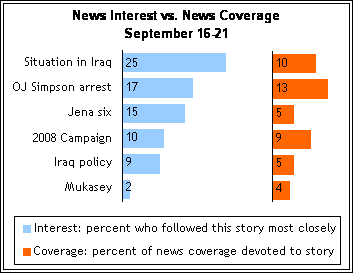 News Interest vs. News Coverage
September 16-21
Situation in Iraq 25 10
OJ Simpson arrest 17 13
Jena six 15 5
2008 Campaign 10 9
Iraq policy 9 5
Mukasey 2 4
Interest: percent who followed this story most closely
Coverage: percent of news coverage devoted to story